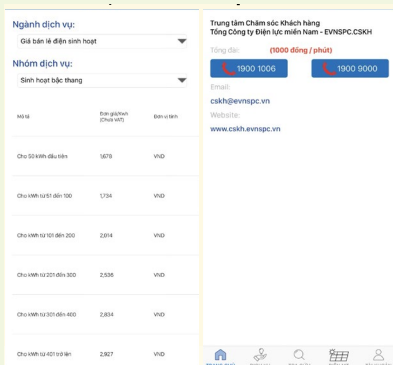 Ngành dịch vụ:
Giá bán lẻ điện sinh hoạt
Nhóm dịch vụ:
Sinh hoạt bậc thang
Mô tả
Đơn giá/kWh
(Chưa VAT)
Đơn vị tính
Cho 50 kWh đầu tiên 1,679 VND
Cho kWh từ 51 đến 100 1,734 VND
Cho kWh từ 101 đến 200 2,014 VND
Cho kWh từ 201 đến 300 2,536 VND
Cho kWh từ 301 đến 400 2,834 VND
Cho kWh từ 401 trở lên 2,927 VND
Trung tâm Chăm sóc Khách hàng
Tổng Công ty Điện lực miền Nam - EVNSPC.CSKH
Tổng đài: (1000 đồng / phút)
1900 1006 1900 9000
Email:
cskh@evnspc.vn
Website:
www.cskh.evnspc.vn